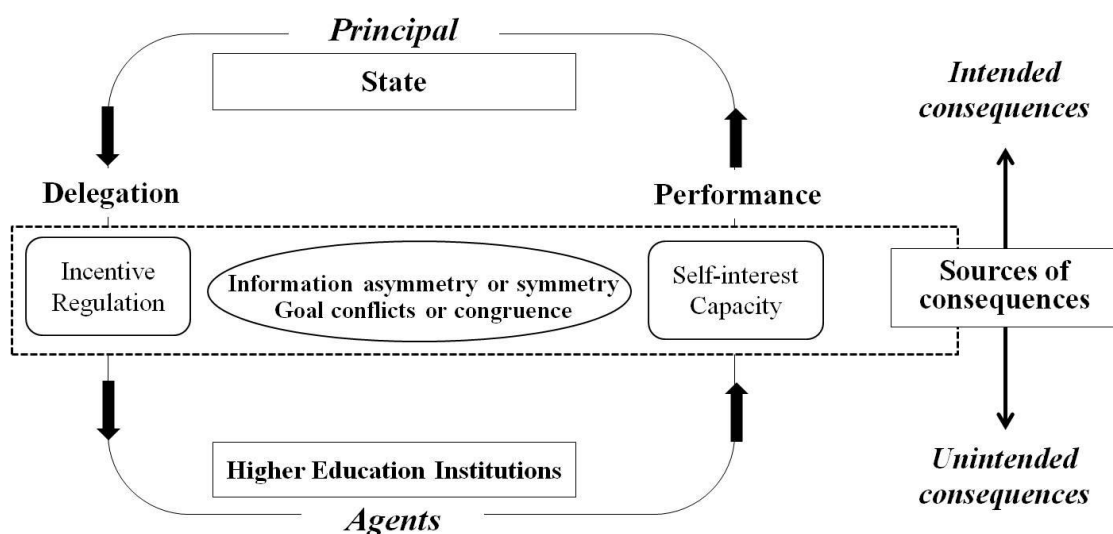 Principal
State
Intended
consequences
Delegation
Performance
Incentive
Regulation
Information asymmetry or symmetry
Goal conflicts or congruence
Self-interest
Capacity
Sources of
consequences
Higher Education Institutions
Agents
Unintended
consequences